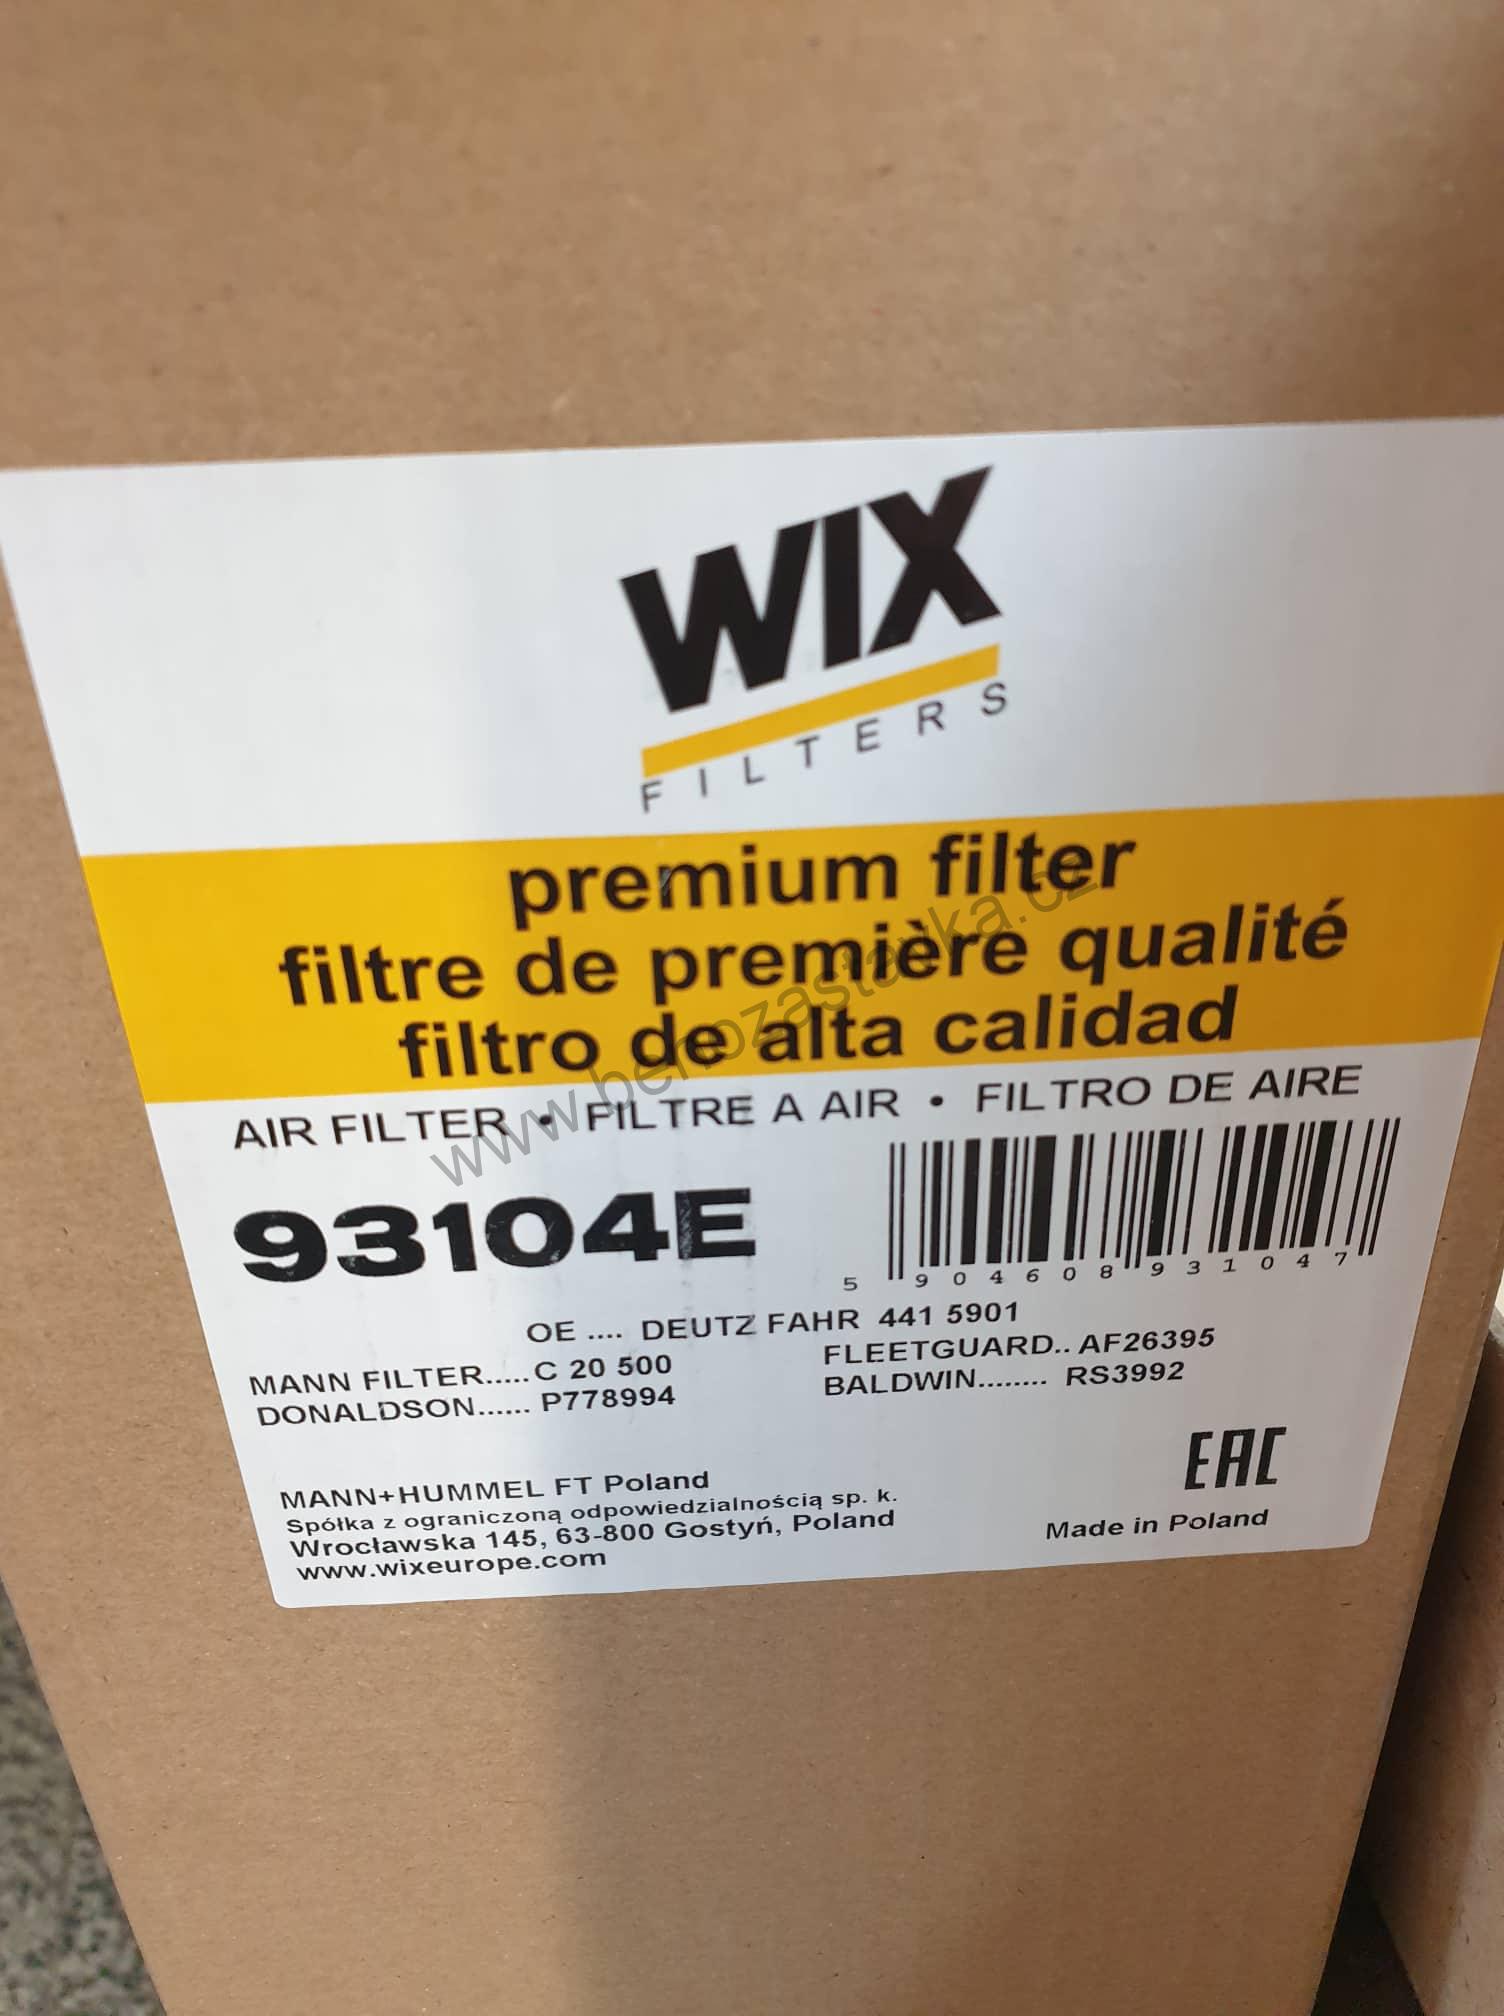 WIX
FILTERS
premium filter
filtre de première qualité
filtro de alta calidad
AIR FILTER • FILTRE A AIR • FILTRO DE AIRE
93104E
5 904608 931047
OE .... DEUTZ FAHR 441 5901
MANN FILTER.....C 20 500 FLEETGUARD.. AF26395
DONALDSON...... P778994 BALDWIN........ RS3992
EAC
MANN+HUMMEL FT Poland
Spółka z ograniczoną odpowiedzialnością sp. k.
Wrocławska 145, 63-800 Gostyń, Poland
www.wixeurope.com
Made in Poland
www.benozastavka.cz